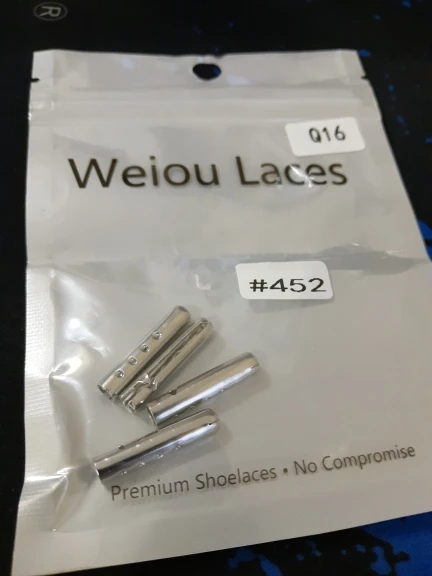 ®
Q16
Weiou Laces
#452
Premium Shoelaces • No Compromise